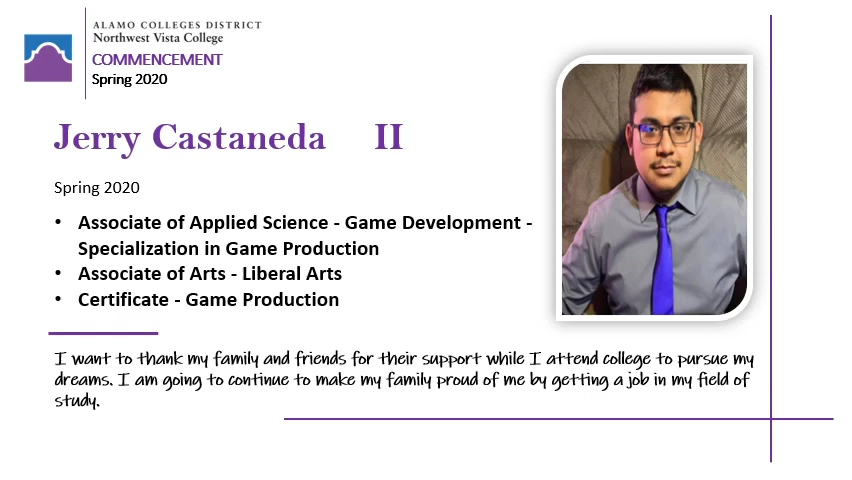 ALAMO COLLEGES DISTRICT
Northwest Vista College
COMMENCEMENT
Spring 2020
Jerry Castaneda II
Spring 2020
• Associate of Applied Science - Game Development -
Specialization in Game Production
• Associate of Arts - Liberal Arts
• Certificate - Game Production
I want to thank my family and friends for their support while I attend college to pursue my
dreams. I am going to continue to make my family proud of me by getting a job in my field of
study.